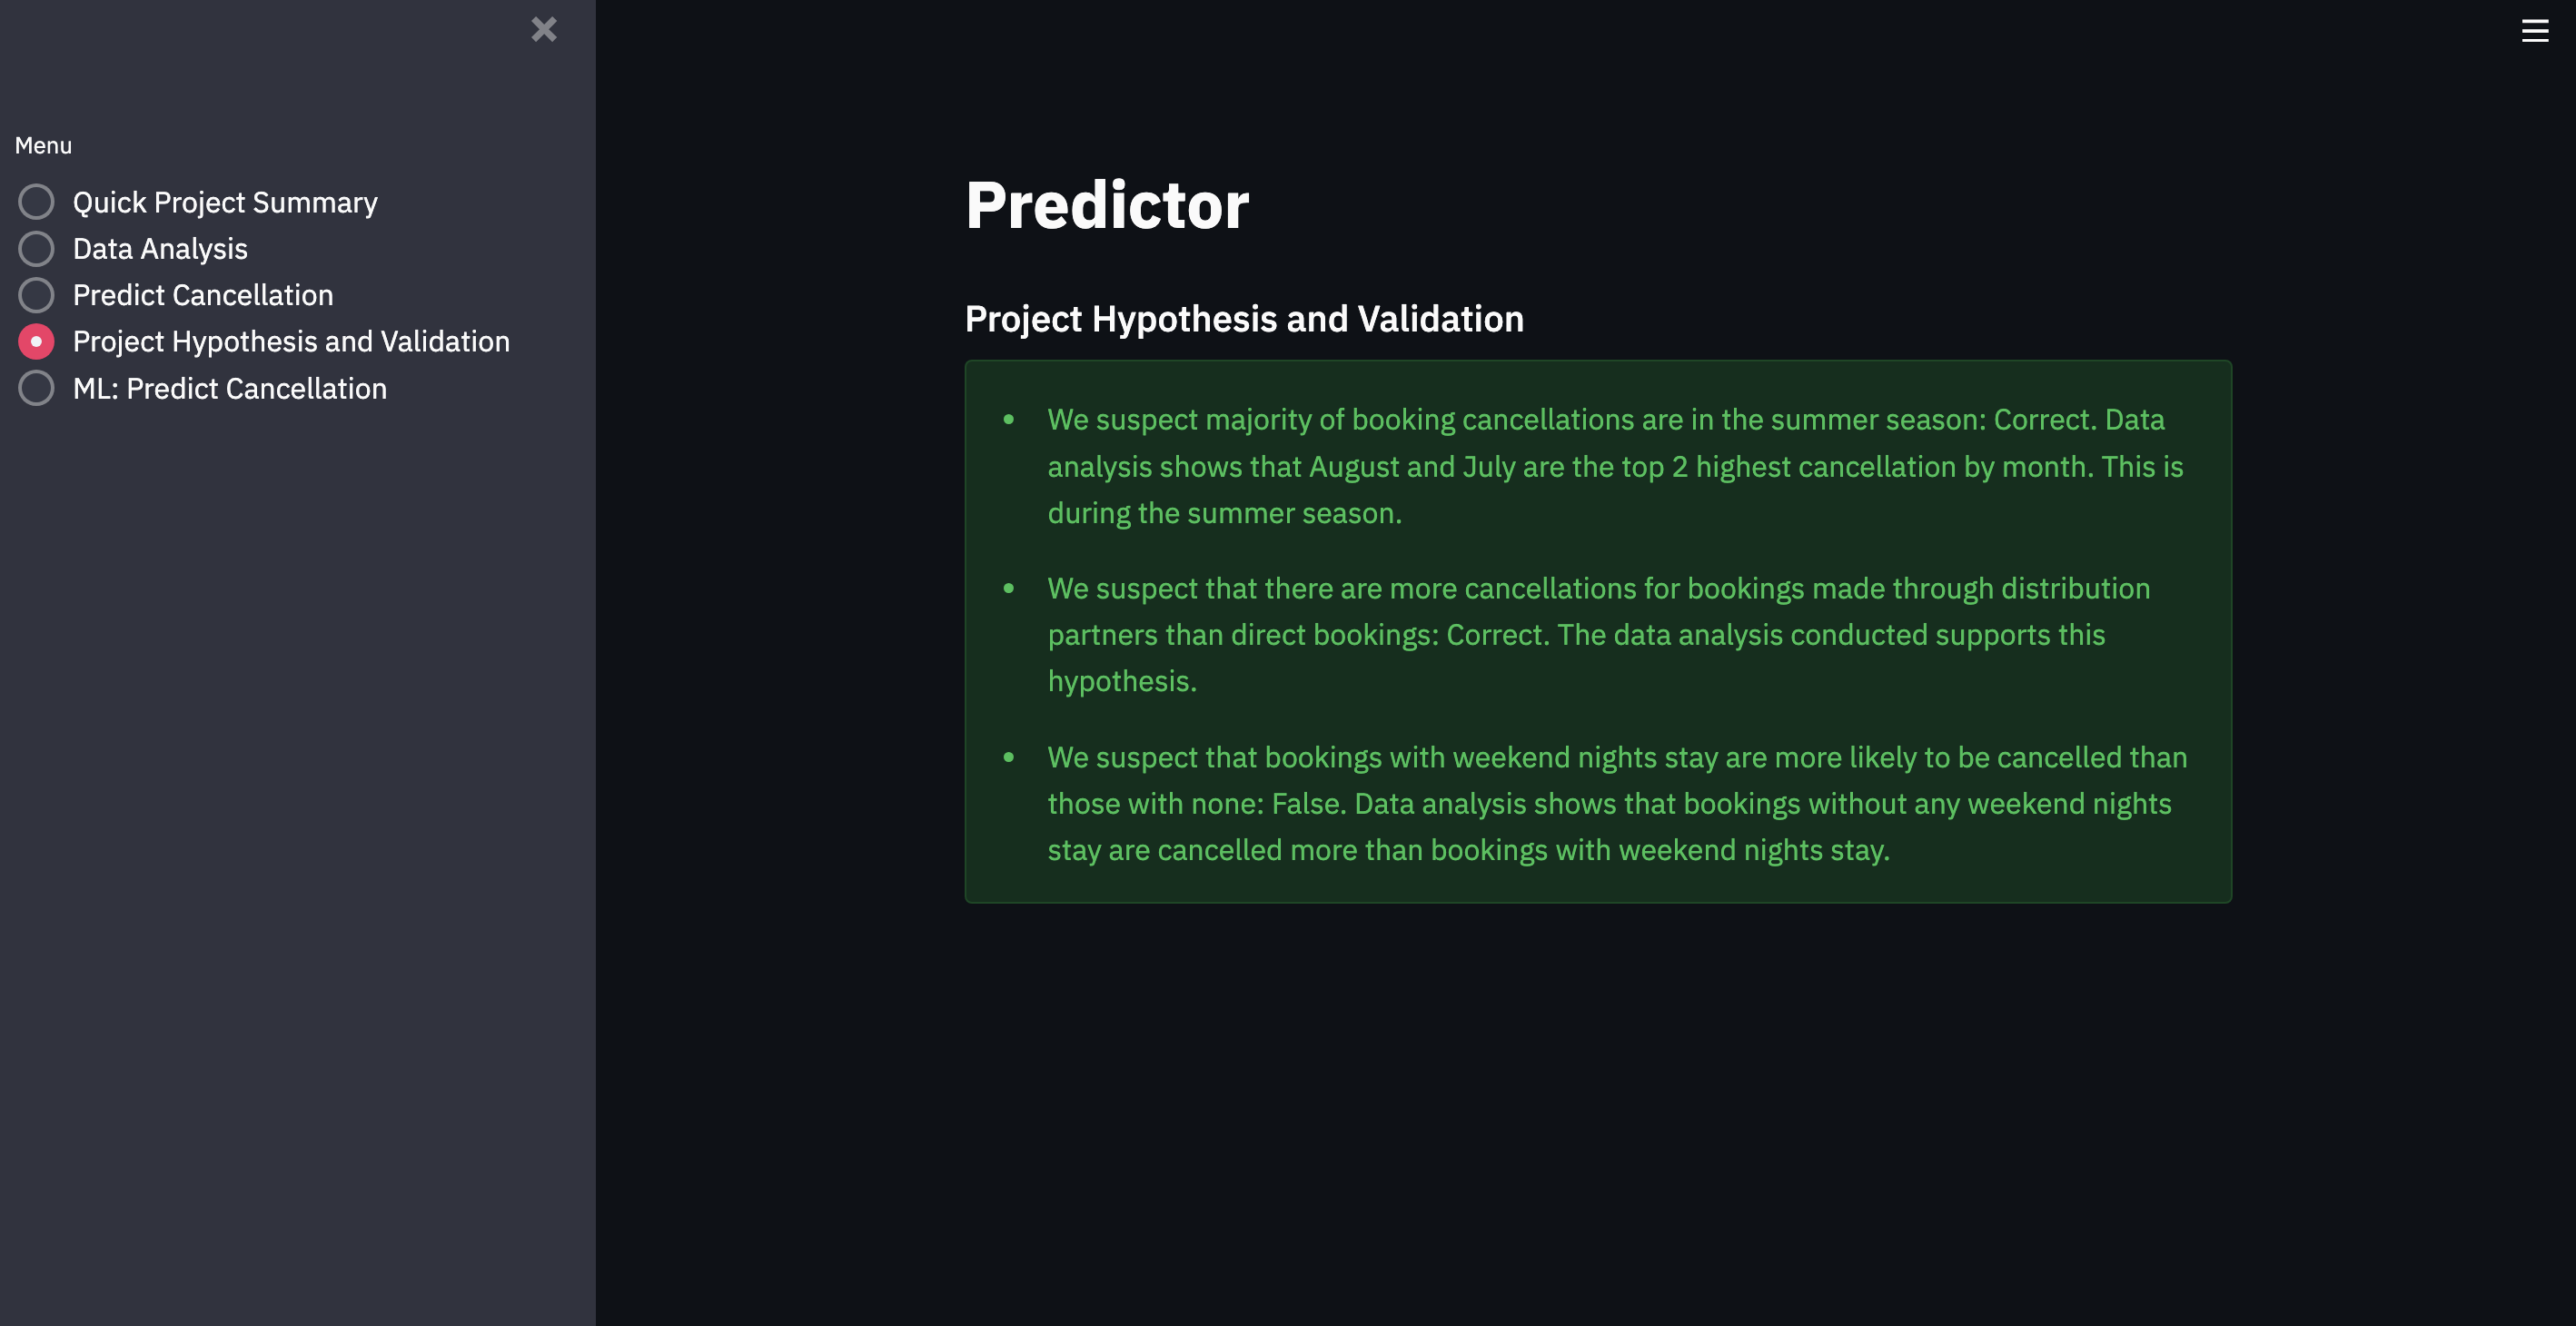 Menu
Quick Project Summary
Data Analysis
Predict Cancellation
Project Hypothesis and Validation
ML: Predict Cancellation
Predictor
Project Hypothesis and Validation
We suspect majority of booking cancellations are in the summer season: Correct. Data
analysis shows that August and July are the top 2 highest cancellation by month. This is
during the summer season.
We suspect that there are more cancellations for bookings made through distribution
partners than direct bookings: Correct. The data analysis conducted supports this
hypothesis.
We suspect that bookings with weekend nights stay are more likely to be cancelled than
those with none: False. Data analysis shows that bookings without any weekend nights
stay are cancelled more than bookings with weekend nights stay.